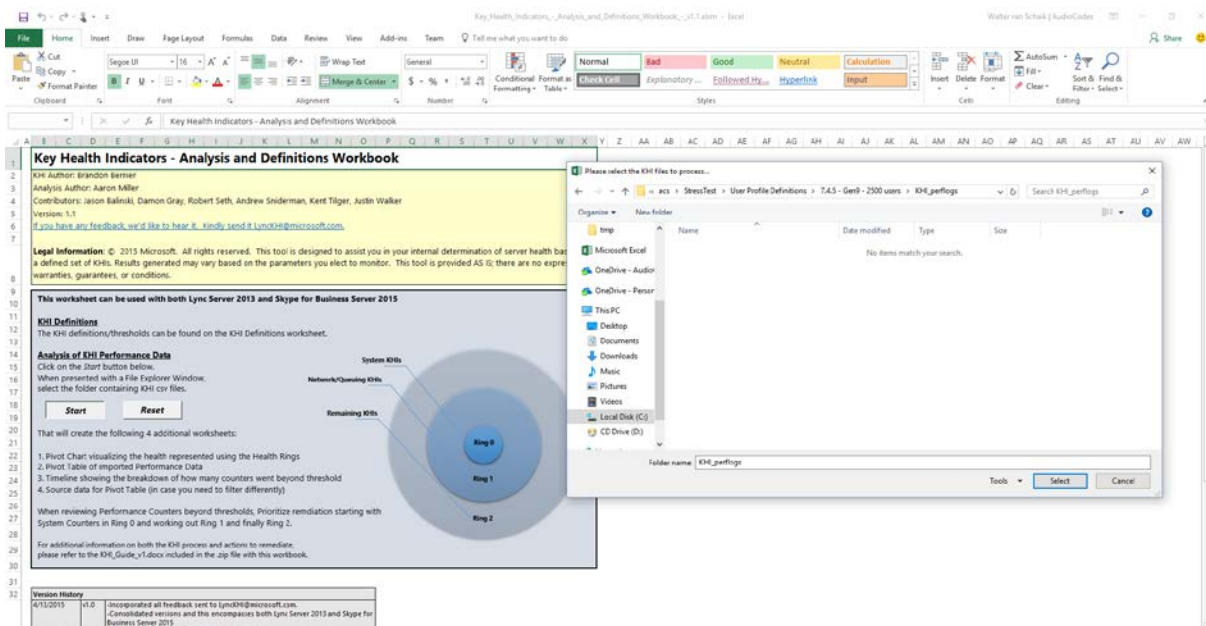 Key_Health_Indicators_-_Analysis_and_Definitions_Workbook_-_v1.1.xlsm - Excel
Walter van Schaik | AudioCodes
File Home Insert Draw Page Layout Formulas Data Review View Add-ins Team Tell me what you want to do
Share
Cut
Copy
Format Painter
Paste
Clipboard
Segoe UI 16
B I U
Font
Wrap Text
Merge & Center
Alignment
General
Number
Conditional Formatting
Format as Table
Normal Bad Good Neutral Calculation
Check Cell Explanatory ... Followed Hy... Hyperlink Input
Styles
Insert Delete Format
Cells
AutoSum
Fill
Clear
Sort & Filter
Find & Select
Editing
Key Health Indicators - Analysis and Definitions Workbook
A B C D E F G H I J K L M N O P Q R S T U V W X Y Z AA AB AC AD AE AF AG AH AI AJ AK AL AM AN AO AP AQ AR AS AT AU AV AW
Key Health Indicators - Analysis and Definitions Workbook
KHI Author: Brandon Bernier
Analysis Author: Aaron Miller
Contributors: Jason Balinski, Damon Gray, Robert Seth, Andrew Sniderman, Kent Tilger, Justin Walker
Version: 1.1
If you have any feedback, we'd like to hear it. Kindly send it LyncKHI@microsoft.com.
Legal Information: © 2015 Microsoft. All rights reserved. This tool is designed to assist you in your internal determination of server health bas
a defined set of KHIs. Results generated may vary based on the parameters you elect to monitor. This tool is provided AS IS; there are no expre
warranties, guarantees, or conditions.
This worksheet can be used with both Lync Server 2013 and Skype for Business Server 2015
KHI Definitions
The KHI definitions/thresholds can be found on the KHI Definitions worksheet.
Analysis of KHI Performance Data
Click on the Start button below.
When presented with a File Explorer Window,
select the folder containing KHI csv files.
Start Reset
That will create the following 4 additional worksheets:
1. Pivot Chart visualizing the health represented using the Health Rings
2. Pivot Table of imported Performance Data
3. Timeline showing the breakdown of how many counters went beyond threshold
4. Source data for Pivot Table (in case you need to filter differently)
When reviewing Performance Counters beyond thresholds, Prioritize remdiation starting with
System Counters in Ring 0 and working out Ring 1 and finally Ring 2.
For additional information on both the KHI process and actions to remediate,
please refer to the KHI_Guide_v1.docx included in the .zip file with this workbook.
System KHIs
Network/Queuing KHIs
Remaining KHIs
Ring 0
Ring 1
Ring 2
Version History
4/13/2015 v1.0 -Incorporated all feedback sent to LyncKHI@microsoft.com.
-Consolidated versions and this encompasses both Lync Server 2013 and Skype for
Business Server 2015
Please select the KHI files to process...
« acs > StressTest > User Profile Definitions > 7.4.5 - Gen9 - 2500 users > KHI_perflogs
Search KHI_perflogs
Organize New folder
Name Date modified Type Size
No items match your search.
tmp
Microsoft Excel
OneDrive - Audio
OneDrive - Person
This PC
Desktop
Documents
Downloads
Music
Pictures
Videos
Local Disk (C:)
CD Drive (D:)
Folder name: KHI_perflogs
Tools Select Cancel